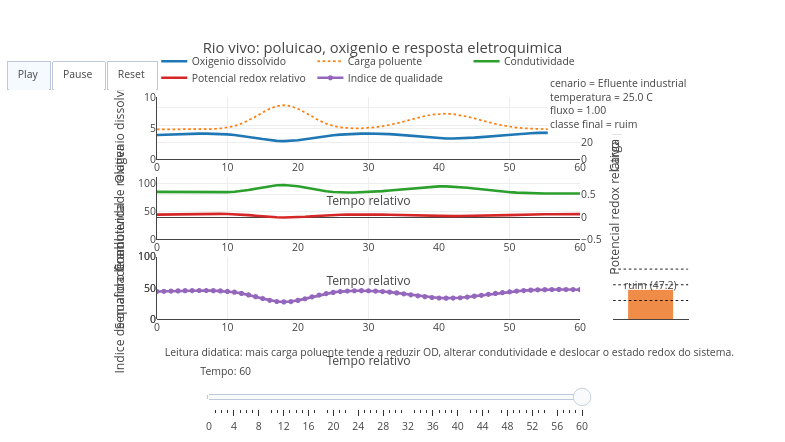 Rio vivo: poluicao, oxigenio e resposta eletroquimica
Play
Pause
Reset
Oxigenio dissolvido
Carga poluente
Condutividade
Potencial redox relativo
Indice de qualidade
cenario = Efluente industrial
temperatura = 25.0 C
fluxo = 1.00
classe final = ruim
10
5
0
20
0
0 10 20 30 40 50 60
Tempo relativo
100
50
0
0.5
0
−0.5
Potencial redox relativo
0 10 20 30 40 50 60
Tempo relativo
100
50
0
0 10 20 30 40 50 60
Tempo relativo
ruim (47.2)
Leitura didatica: mais carga poluente tende a reduzir OD, alterar condutividade e deslocar o estado redox do sistema.
Tempo: 60
0 4 8 12 16 20 24 28 32 36 40 44 48 52 56 60